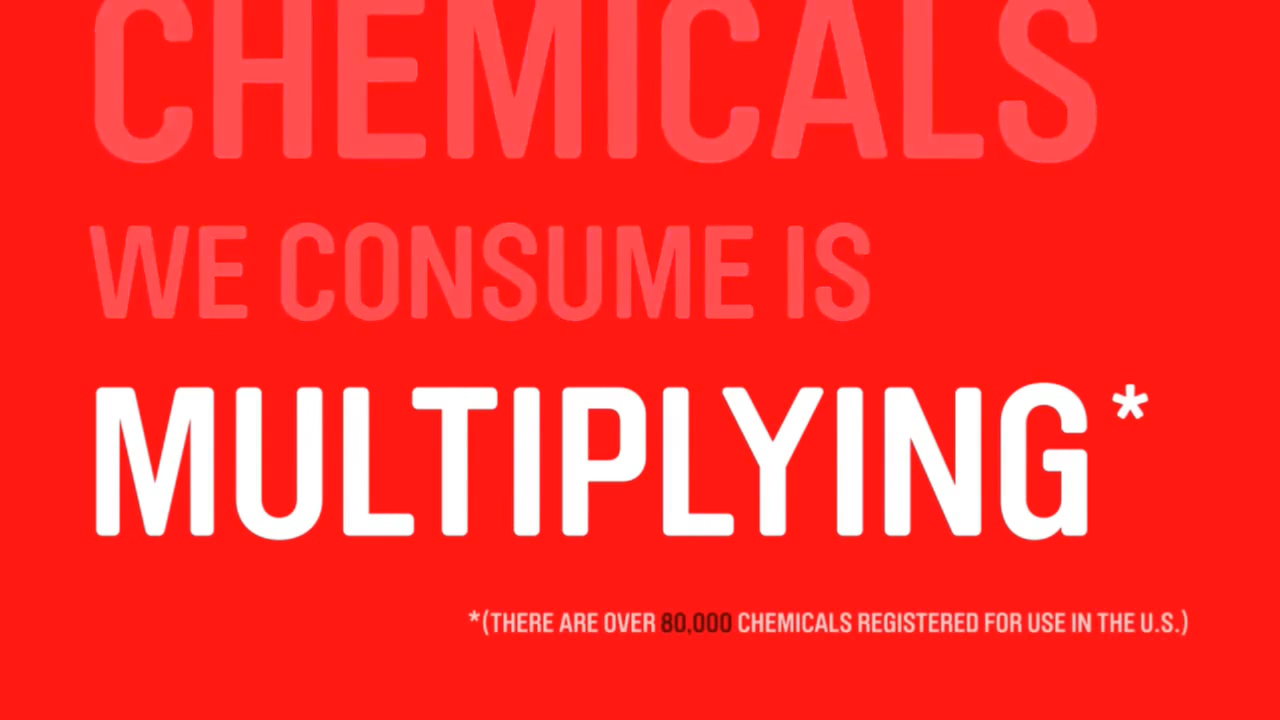 CHEMICALS
WE CONSUME IS
MULTIPLYING*
*(THERE ARE OVER 80,000 CHEMICALS REGISTERED FOR USE IN THE U.S.)